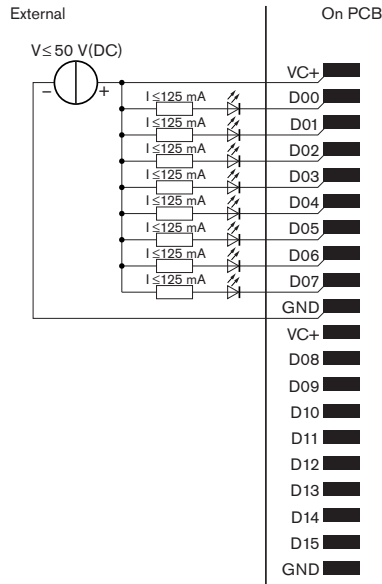 External
On PCB
V≤50 V(DC)
− +
VC+
I ≤125 mA
D00
I ≤125 mA
D01
I ≤125 mA
D02
I ≤125 mA
D03
I ≤125 mA
D04
I ≤125 mA
D05
I ≤125 mA
D06
I ≤125 mA
D07
GND
VC+
D08
D09
D10
D11
D12
D13
D14
D15
GND